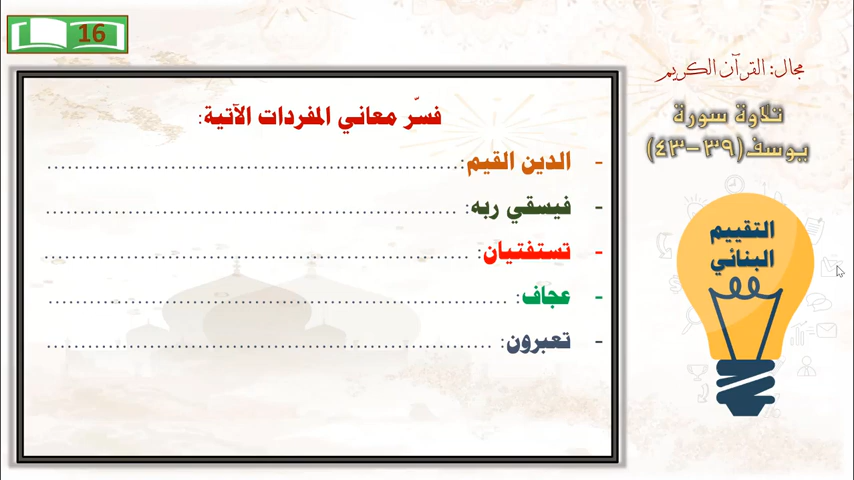 16
مجال: القرآن الكريم
تلاوة سورة
يوسف(٣٩-٤٣)
التقييم
البنائي
فسّر معاني المفردات الآتية:
- الدين القيم:
- فيسقي ربه:
- تستفتيان:
- عجاف:
- تعبرون: